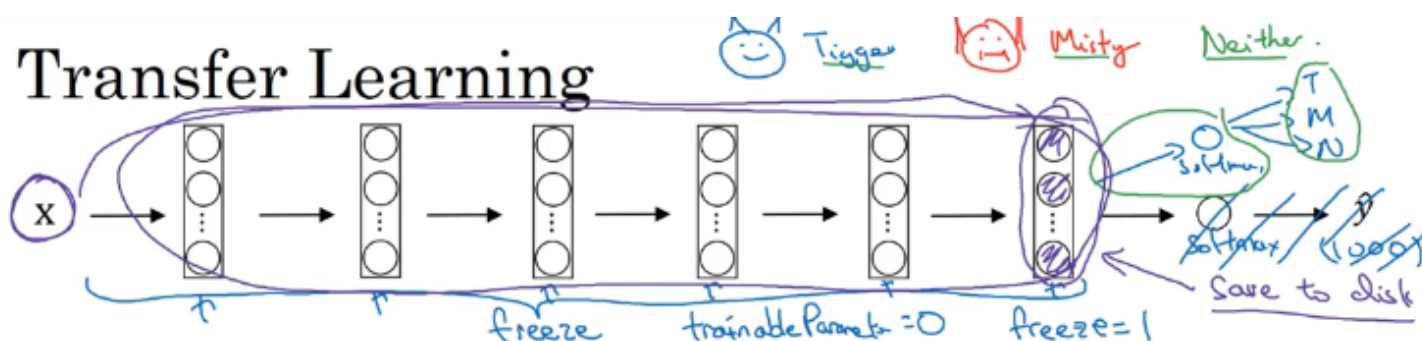 Tigger Misty Neither.
Transfer Learning
T
M
N
softmax
x
softmax (1000)
save to disk
freeze trainableParameter=0 freeze=1